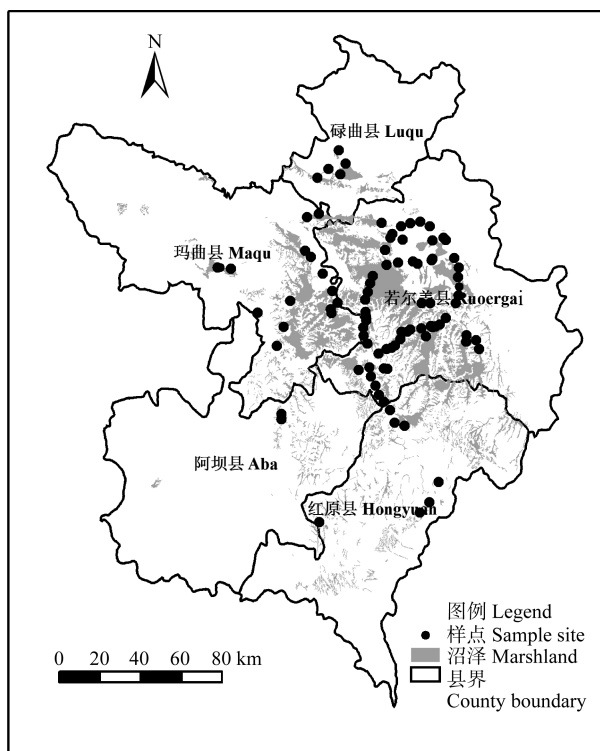 N
碌曲县 Luqu
玛曲县 Maqu
若尔盖县 Ruoergai
阿坝县 Aba
红原县 Hongyuan
图例 Legend
样点 Sample site
沼泽 Marshland
县界
County boundary
0 20 40 60 80 km